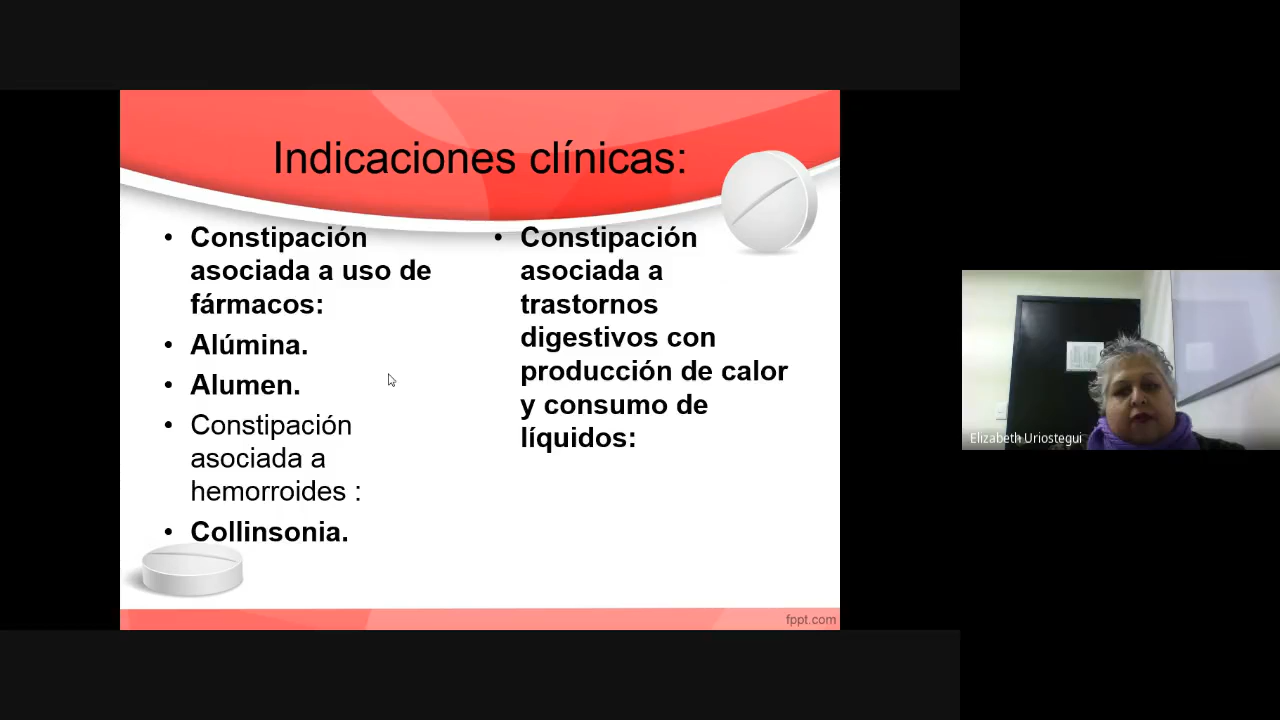 Indicaciones clínicas:
• Constipación
asociada a uso de
fármacos:
• Alúmina.
• Alumen.
• Constipación
asociada a
hemorroides :
• Collinsonia.
• Constipación
asociada a
trastornos
digestivos con
producción de calor
y consumo de
líquidos:
fppt.com
Elizabeth Uriostegui